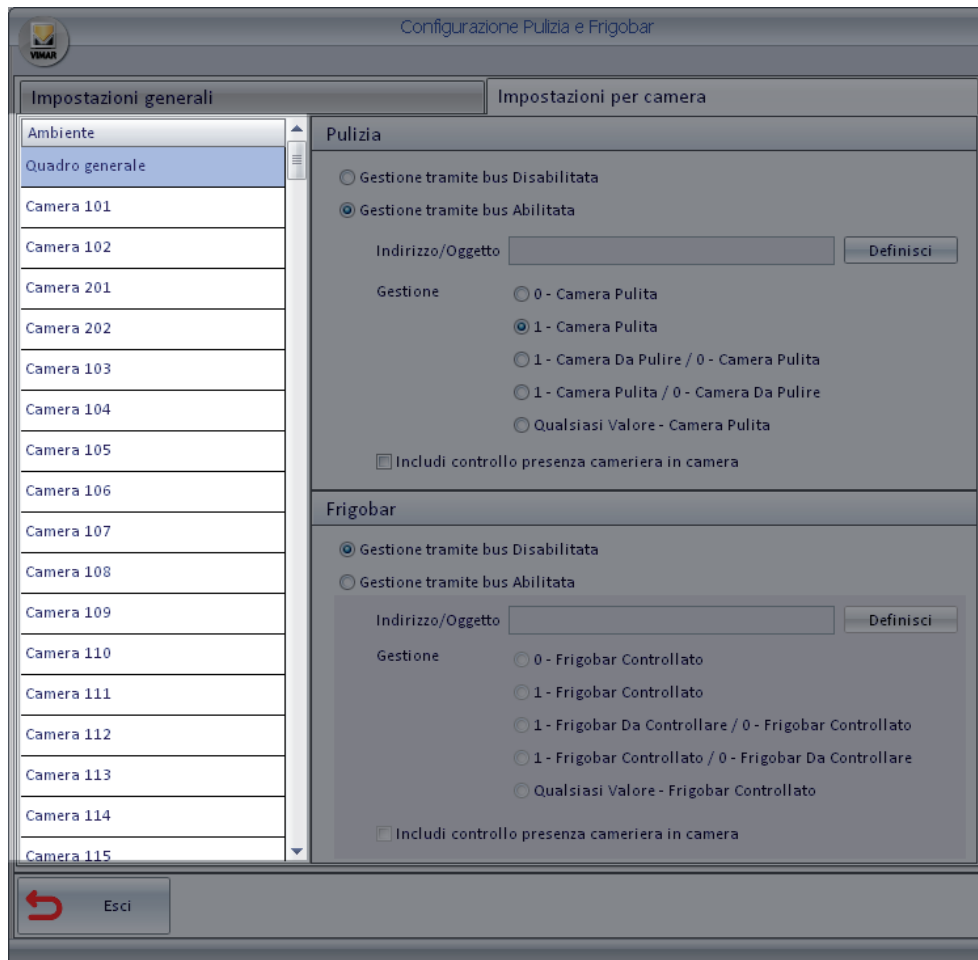 Configurazione Pulizia e Frigobar
VIMAR
Impostazioni generali
Impostazioni per camera
Ambiente
Quadro generale
Camera 101
Camera 102
Camera 201
Camera 202
Camera 103
Camera 104
Camera 105
Camera 106
Camera 107
Camera 108
Camera 109
Camera 110
Camera 111
Camera 112
Camera 113
Camera 114
Camera 115
Pulizia
Gestione tramite bus Disabilitata
Gestione tramite bus Abilitata
Indirizzo/Oggetto
Definisci
Gestione
0 - Camera Pulita
1 - Camera Pulita
1 - Camera Da Pulire / 0 - Camera Pulita
1 - Camera Pulita / 0 - Camera Da Pulire
Qualsiasi Valore - Camera Pulita
Includi controllo presenza cameriera in camera
Frigobar
Gestione tramite bus Disabilitata
Gestione tramite bus Abilitata
Indirizzo/Oggetto
Definisci
Gestione
0 - Frigobar Controllato
1 - Frigobar Controllato
1 - Frigobar Da Controllare / 0 - Frigobar Controllato
1 - Frigobar Controllato / 0 - Frigobar Da Controllare
Qualsiasi Valore - Frigobar Controllato
Includi controllo presenza cameriera in camera
Esci